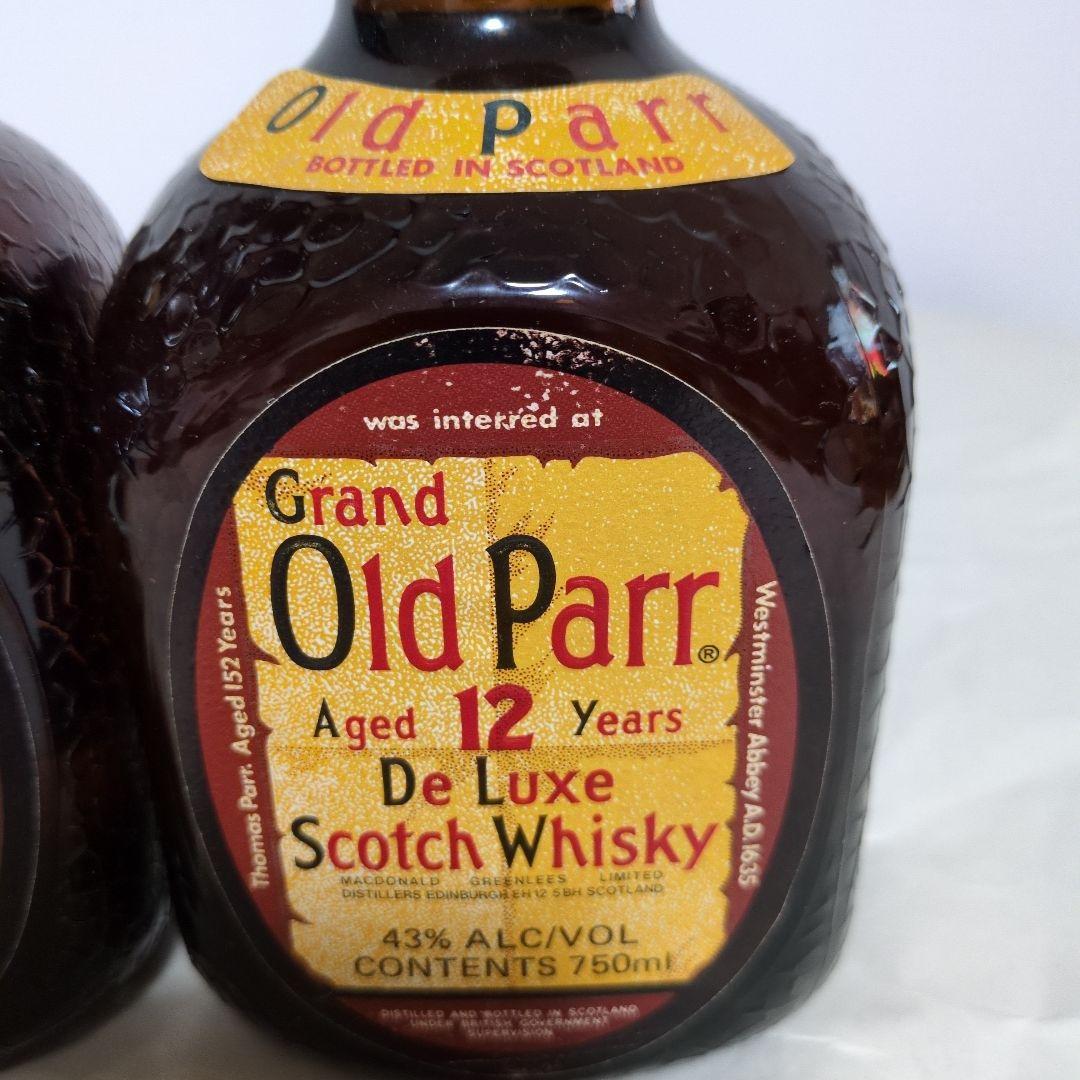 Old Parr
BOTTLED IN SCOTLAND
Thomas Parr. Aged 152 Years
was interred at
Westminster Abbey A.D. 1635
Grand
Old Parr®
Aged 12 Years
De Luxe
Scotch Whisky
MACDONALD GREENLEES LIMITED
DISTILLERS EDINBURGH EH12 5BH SCOTLAND
43% ALC/VOL
CONTENTS 750ml
DISTILLED AND BOTTLED IN SCOTLAND
UNDER BRITISH GOVERNMENT
SUPERVISION